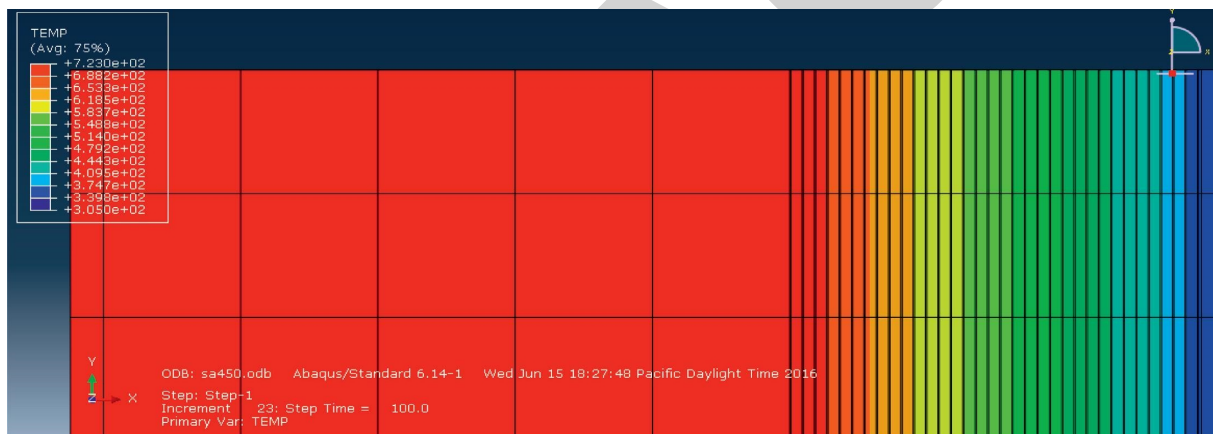 TEMP
(Avg: 75%)
+7.230e+02
+6.882e+02
+6.533e+02
+6.185e+02
+5.837e+02
+5.488e+02
+5.140e+02
+4.792e+02
+4.443e+02
+4.095e+02
+3.747e+02
+3.398e+02
+3.050e+02
Y
Z X
Y
Z X
ODB: sa450.odb Abaqus/Standard 6.14-1 Wed Jun 15 18:27:48 Pacific Daylight Time 2016
Step: Step-1
Increment 23: Step Time = 100.0
Primary Var: TEMP